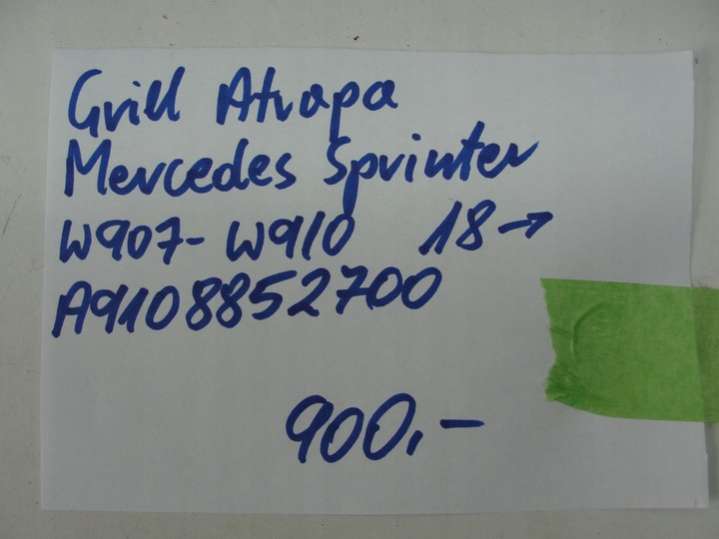 Grill Atrapa
Mercedes Sprinter
W907-W910 18→
A9108852700
900,-